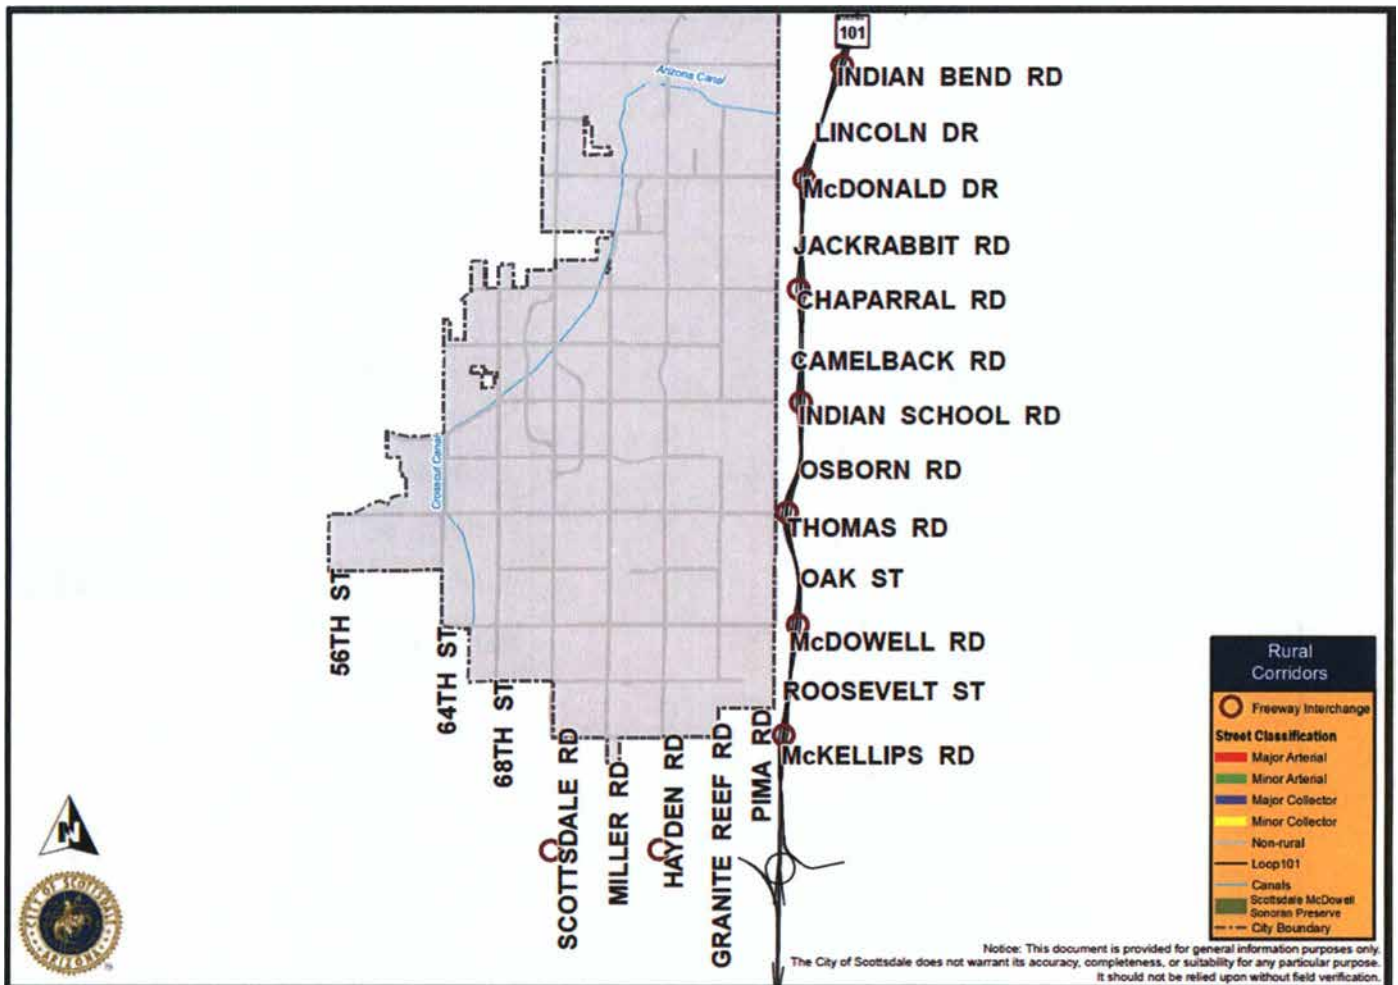 101
Arizona Canal
INDIAN BEND RD
LINCOLN DR
McDONALD DR
JACKRABBIT RD
CHAPARRAL RD
CAMELBACK RD
INDIAN SCHOOL RD
Crosscut Canal
OSBORN RD
THOMAS RD
OAK ST
McDOWELL RD
ROOSEVELT ST
McKELLIPS RD
56TH ST
64TH ST
68TH ST
SCOTTSDALE RD
MILLER RD
HAYDEN RD
GRANITE REEF RD
PIMA RD
N
CITY OF SCOTTSDALE
ARIZONA
Rural
Corridors
Freeway Interchange
Street Classification
Major Arterial
Minor Arterial
Major Collector
Minor Collector
Non-rural
Loop101
Canals
Scottsdale McDowell
Sonoran Preserve
City Boundary
Notice: This document is provided for general information purposes only.
The City of Scottsdale does not warrant its accuracy, completeness, or suitability for any particular purpose.
It should not be relied upon without field verification.